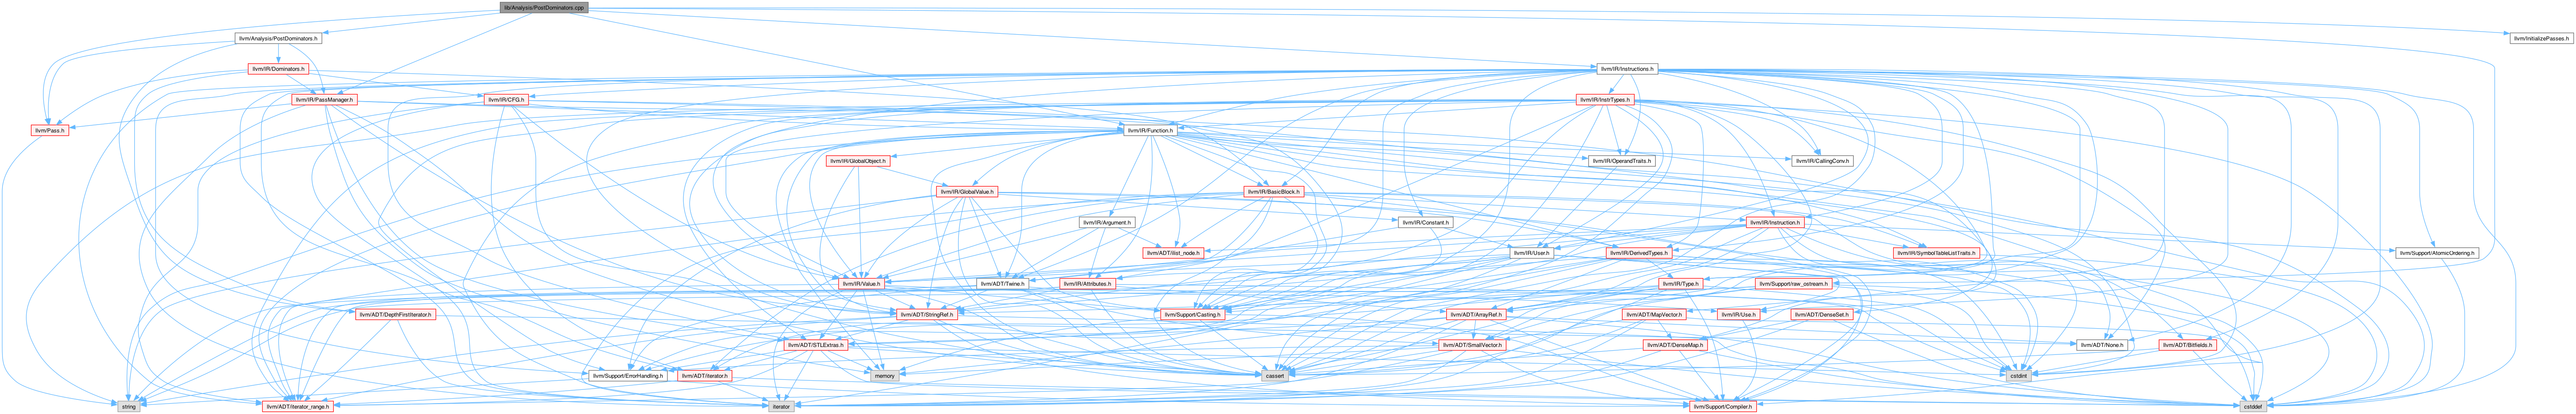 lib/Analysis/PostDominators.cpp
llvm/Analysis/PostDominators.h
llvm/InitializePasses.h
llvm/IR/Dominators.h
llvm/IR/Instructions.h
llvm/IR/PassManager.h
llvm/IR/CFG.h
llvm/IR/InstrTypes.h
llvm/Pass.h
llvm/IR/Function.h
llvm/IR/GlobalObject.h
llvm/IR/OperandTraits.h
llvm/IR/CallingConv.h
llvm/IR/GlobalValue.h
llvm/IR/BasicBlock.h
llvm/IR/Argument.h
llvm/IR/Constant.h
llvm/IR/Instruction.h
llvm/ADT/ilist_node.h
llvm/IR/User.h
llvm/IR/DerivedTypes.h
llvm/IR/SymbolTableListTraits.h
llvm/Support/AtomicOrdering.h
llvm/IR/Value.h
llvm/ADT/Twine.h
llvm/IR/Attributes.h
llvm/IR/Type.h
llvm/Support/raw_ostream.h
llvm/ADT/DepthFirstIterator.h
llvm/ADT/StringRef.h
llvm/Support/Casting.h
llvm/ADT/ArrayRef.h
llvm/ADT/MapVector.h
llvm/IR/Use.h
llvm/ADT/DenseSet.h
llvm/ADT/STLExtras.h
llvm/ADT/SmallVector.h
llvm/ADT/DenseMap.h
llvm/ADT/None.h
llvm/ADT/Bitfields.h
llvm/Support/ErrorHandling.h
llvm/ADT/iterator.h
memory
cassert
cstdint
string
llvm/ADT/iterator_range.h
iterator
llvm/Support/Compiler.h
cstddef